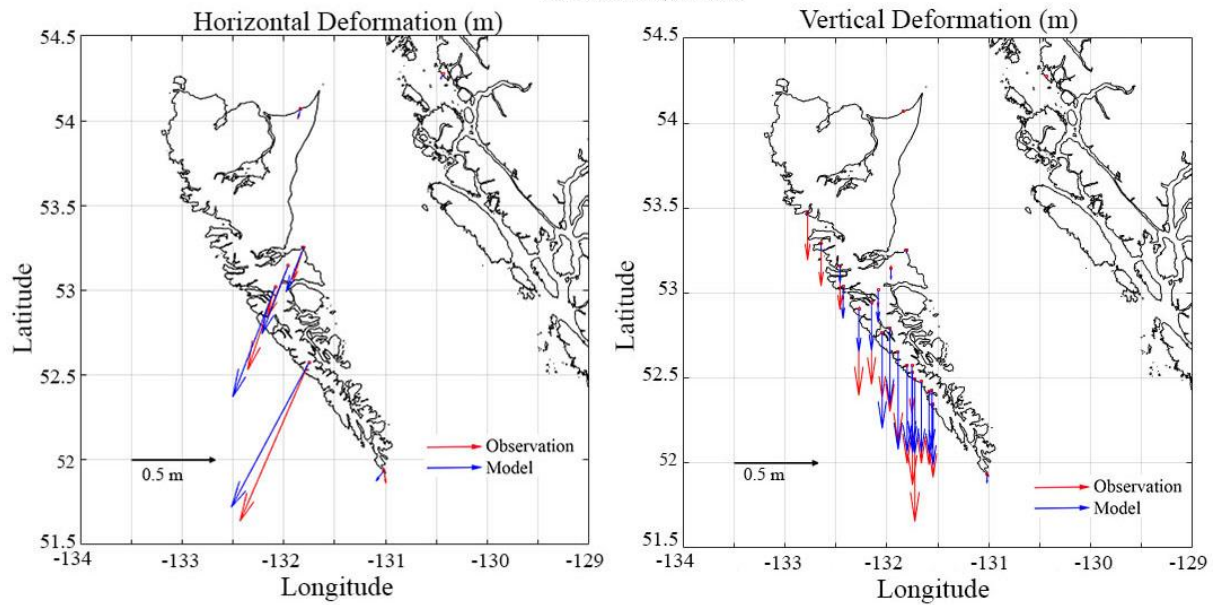 Horizontal Deformation (m)
54.5
54
53.5
53
52.5
52
51.5
Latitude
Observation
Model
0.5 m
-134
-133
-132
-131
-130
-129
Longitude
Vertical Deformation (m)
54.5
54
53.5
53
52.5
52
51.5
Latitude
0.5 m
Observation
Model
-134
-133
-132
-131
-130
-129
Longitude